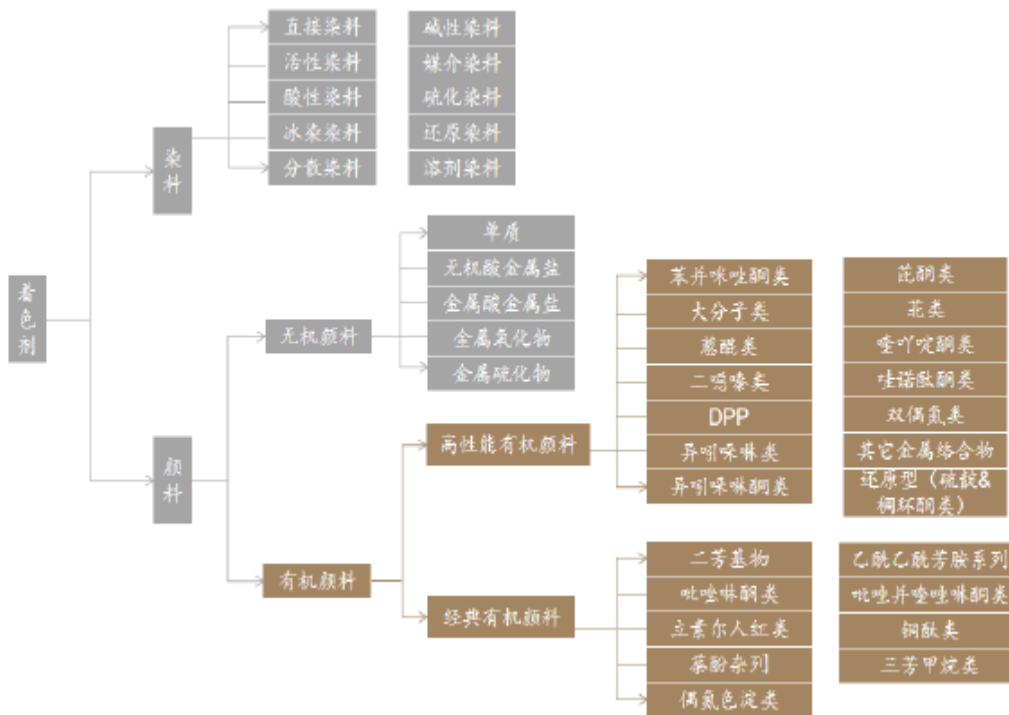 着色剂
染料
直接染料
活性染料
酸性染料
冰染染料
分散染料
碱性染料
媒介染料
硫化染料
还原染料
溶剂染料
颜料
无机颜料
单质
无机酸金属盐
金属酸金属盐
金属氧化物
金属硫化物
有机颜料
高性能有机颜料
苯并咪唑酮类
大分子类
蒽醌类
二噁嗪类
DPP
异吲哚啉类
异吲哚啉酮类
芘酮类
苝类
喹吖啶酮类
喹诺酞酮类
双偶氮类
其它金属络合物
还原型（硫靛&
稠环酮类）
经典有机颜料
二芳基物
吡唑啉酮类
立索尔人红类
萘酚杂列
偶氮色淀类
乙酰乙酰芳胺系列
吡唑并喹唑啉酮类
铜酞类
三芳甲烷类